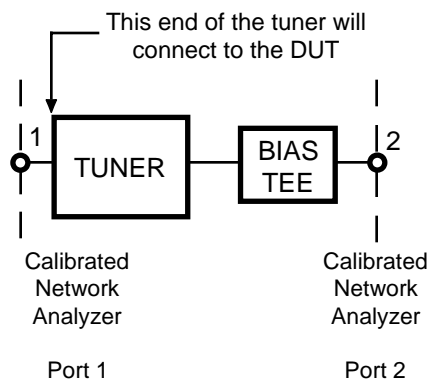 This end of the tuner will
connect to the DUT
1
TUNER
BIAS
TEE
2
Calibrated
Network
Analyzer
Port 1
Calibrated
Network
Analyzer
Port 2